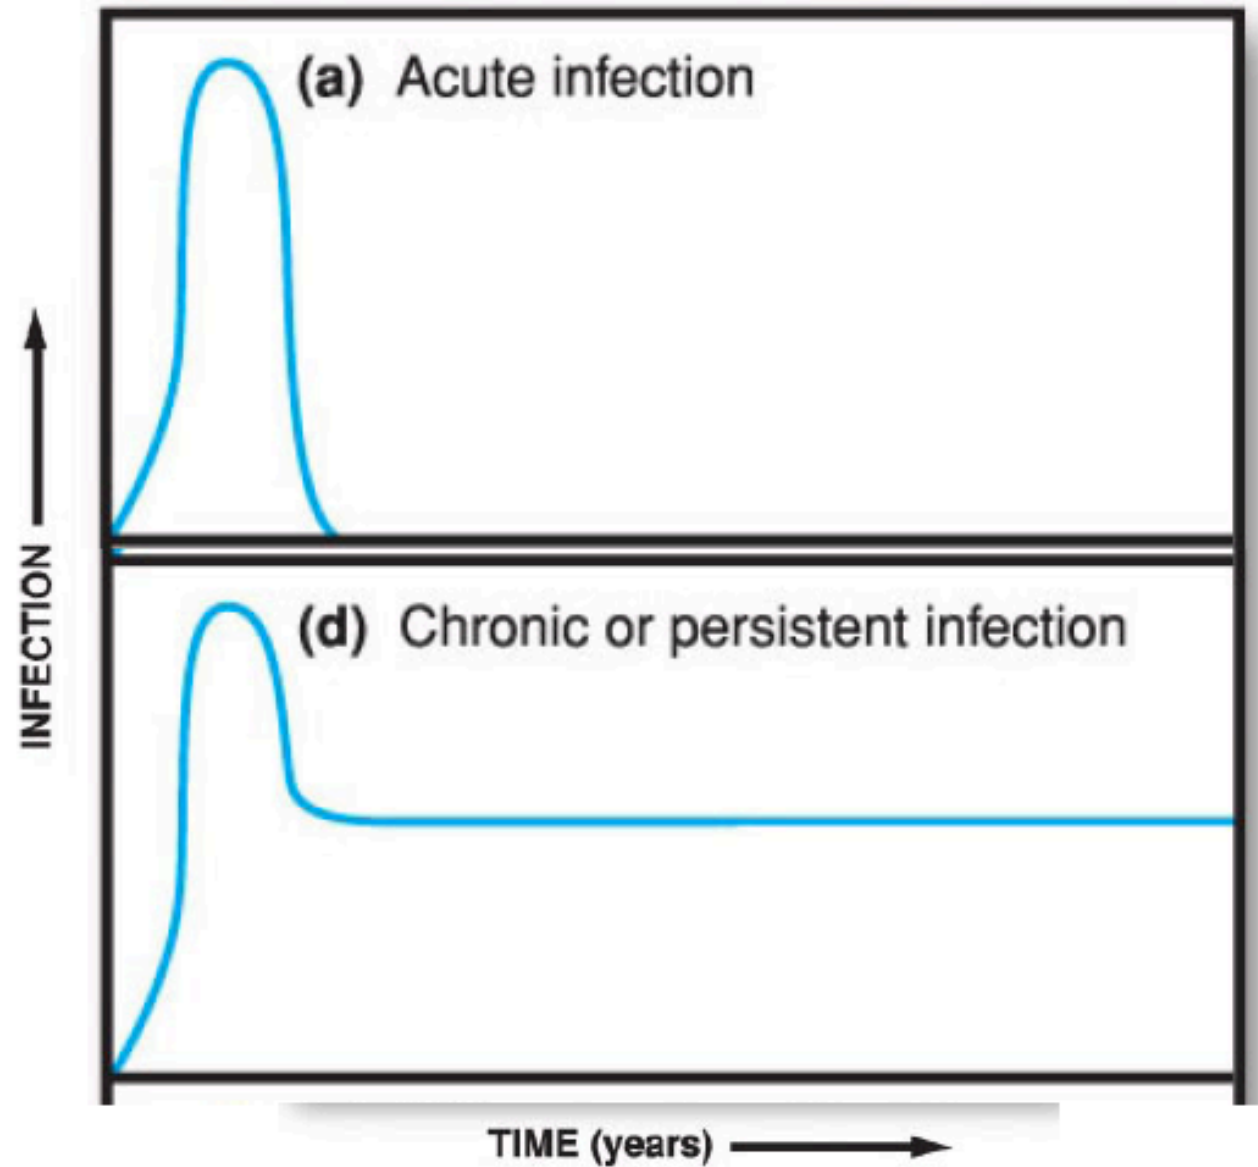 (a) Acute infection
INFECTION
(d) Chronic or persistent infection
TIME (years)